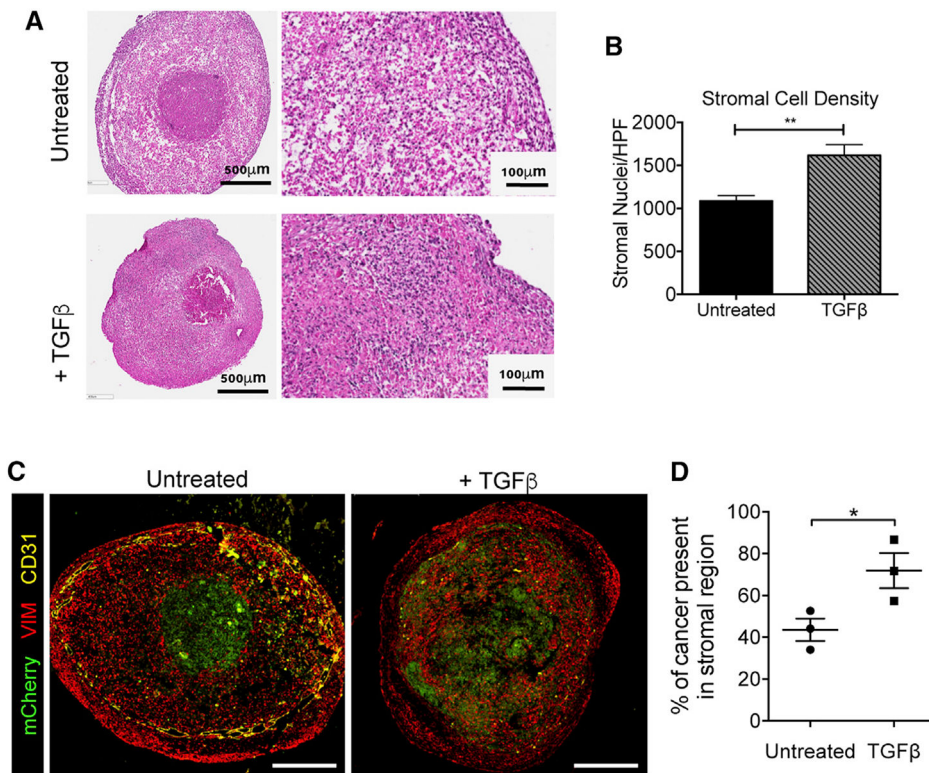 A
Untreated
500µm
100µm
+ TGFβ
500µm
100µm
B
Stromal Cell Density
**
Stromal Nuclei/HPF
2000
1500
1000
500
0
Untreated
TGFβ
C
Untreated
+ TGFβ
mCherry VIM CD31
D
*
% of cancer present
in stromal region
100
80
60
40
20
0
Untreated
TGFβ